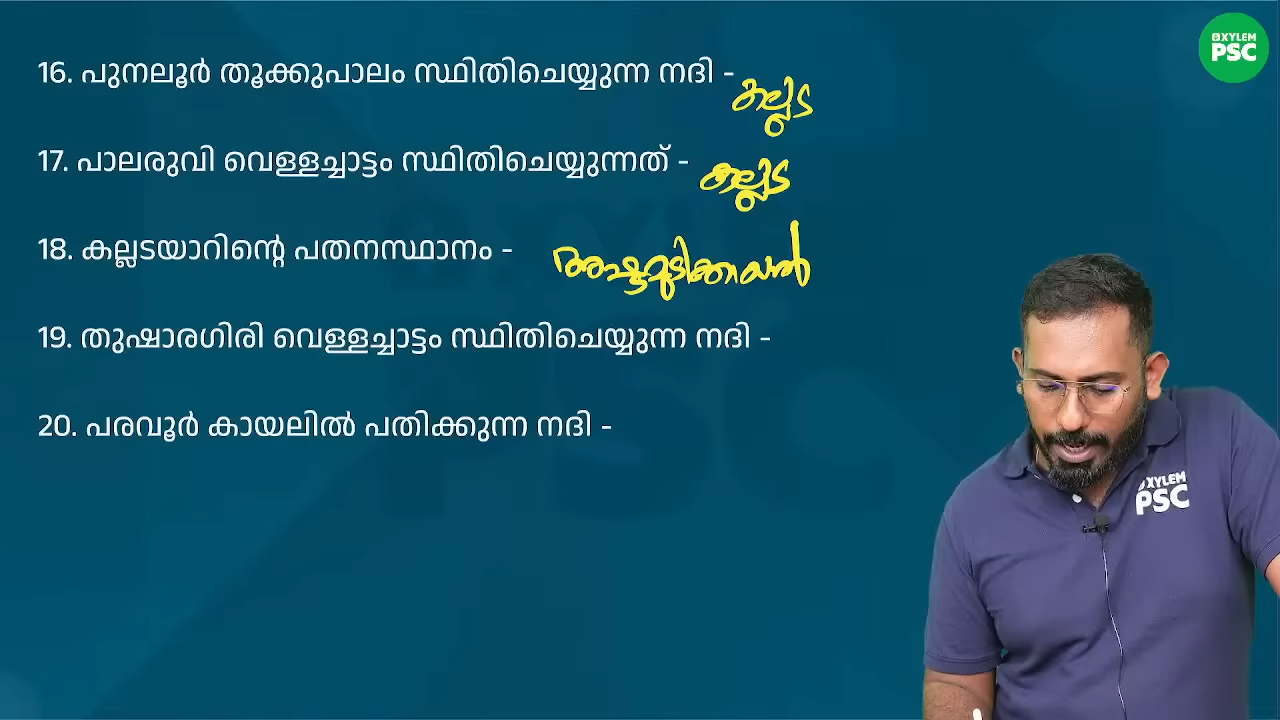 XYLEM
PSC
16. പുനലൂർ തൂക്കുപാലം സ്ഥിതിചെയ്യുന്ന നദി - കല്ലട
17. പാലരുവി വെള്ളച്ചാട്ടം സ്ഥിതിചെയ്യുന്നത് - കല്ലട
18. കല്ലടയാറിന്റെ പതനസ്ഥാനം - അഷ്ടമുടിക്കായൽ
19. തുഷാരഗിരി വെള്ളച്ചാട്ടം സ്ഥിതിചെയ്യുന്ന നദി -
20. പരവൂർ കായലിൽ പതിക്കുന്ന നദി -
XYLEM
PSC